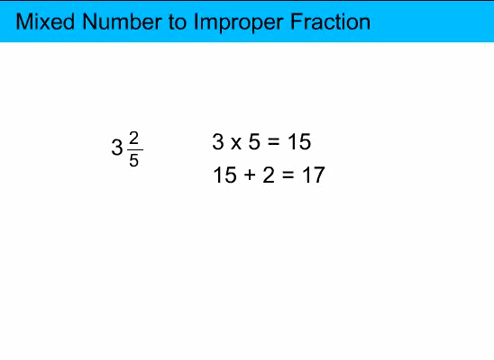 Mixed Number to Improper Fraction
3 2/5
3 x 5 = 15
15 + 2 = 17